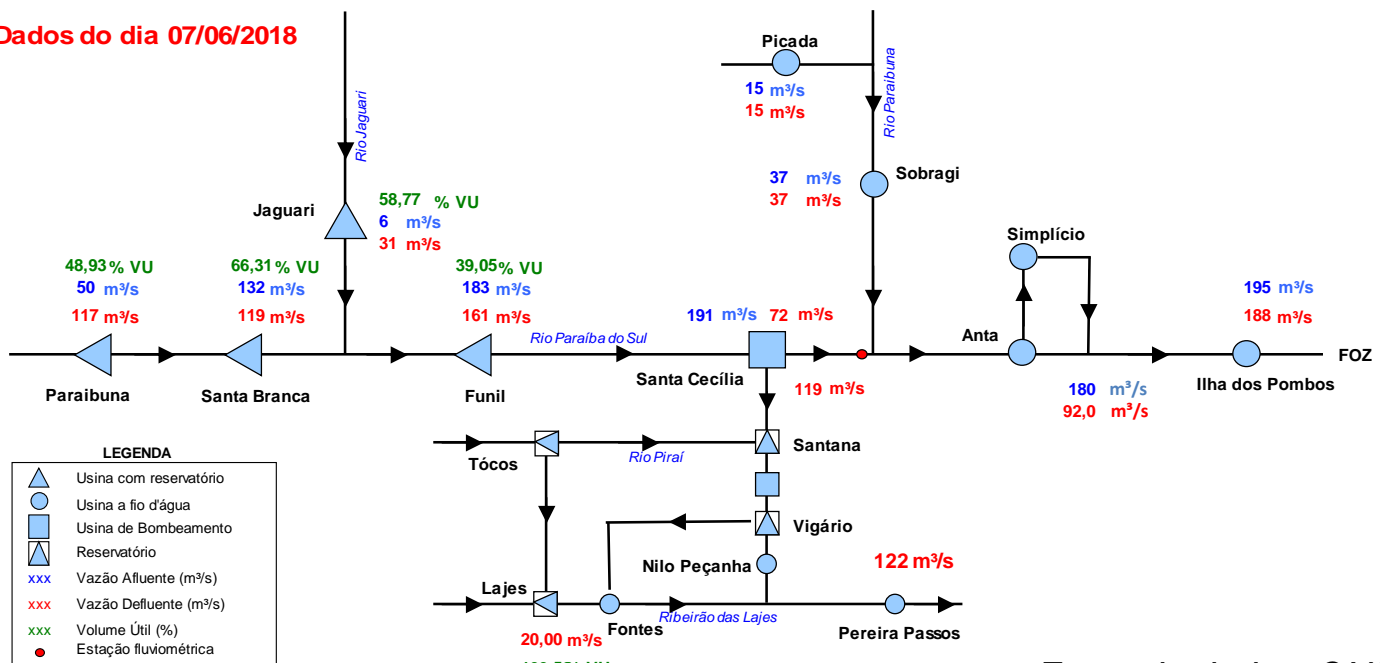 Dados do dia 07/06/2018
Picada
15 m³/s
15 m³/s
Rio Paraibuna
Rio Jaguari
Sobragi
37 m³/s
37 m³/s
Jaguari
58,77 % VU
6 m³/s
31 m³/s
Simplício
48,93 % VU
50 m³/s
117 m³/s
66,31 % VU
132 m³/s
119 m³/s
39,05 % VU
183 m³/s
161 m³/s
195 m³/s
188 m³/s
191 m³/s 72 m³/s
Rio Paraíba do Sul
Anta
FOZ
Paraibuna
Santa Branca
Funil
Santa Cecília
119 m³/s
180 m³/s
92,0 m³/s
Ilha dos Pombos
LEGENDA
Usina com reservatório
Usina a fio d'água
Usina de Bombeamento
Reservatório
xxx Vazão Afluente (m³/s)
xxx Vazão Defluente (m³/s)
xxx Volume Útil (%)
Estação fluviométrica
Tócos
Rio Piraí
Santana
Vigário
Nilo Peçanha
122 m³/s
Lajes
Fontes
Ribeirão das Lajes
Pereira Passos
20,00 m³/s